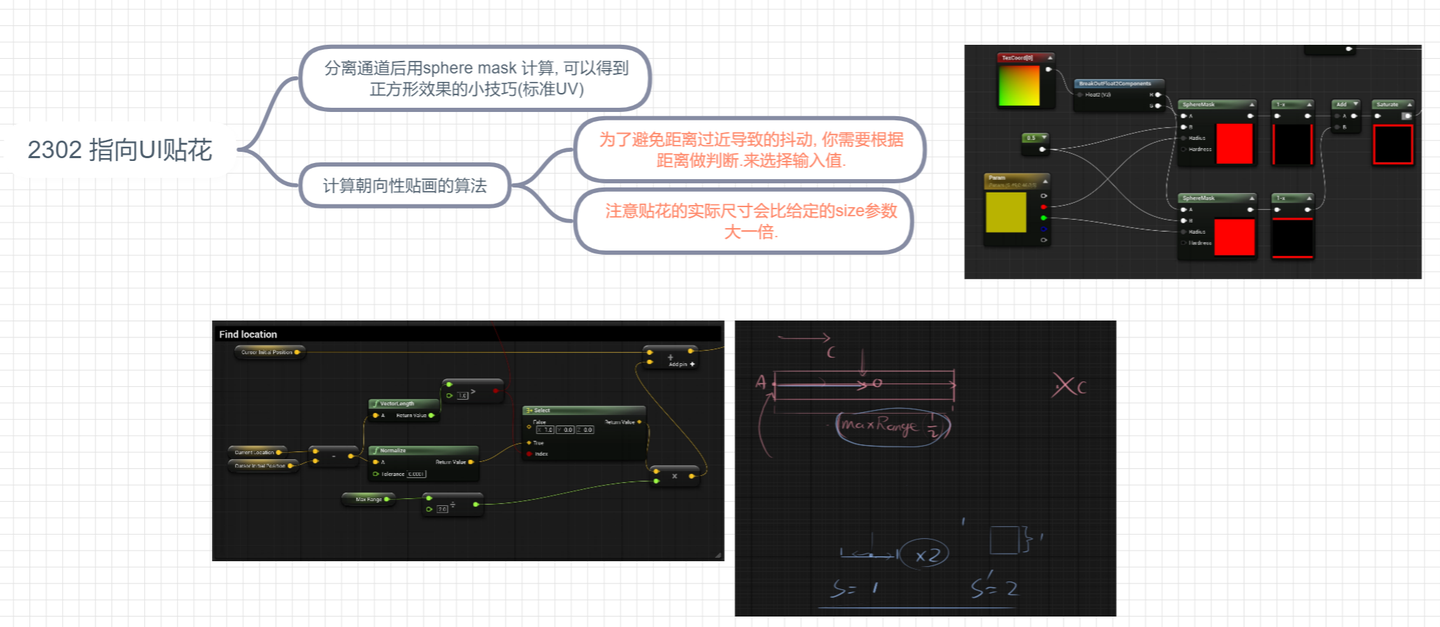 分离通道后用sphere mask 计算, 可以得到
正方形效果的小技巧(标准UV)
2302 指向UI贴花
为了避免距离过近导致的抖动, 你需要根据
距离做判断.来选择输入值.
计算朝向性贴画的算法
注意贴花的实际尺寸会比给定的size参数
大一倍.
TexCoord[0]
BreakOutFloat2Components
Float2 (V2)
R
G
0.5
Param
SphereMask
A
B
Radius
Hardness
1-x
Add
A
B
Saturate
SphereMask
A
B
Radius
Hardness
1-x
Find location
Cursor Initial Position
+
Add pin
VectorLength
A Return Value
1.0
>
Select
False Return Value
X 1.0 Y 0.0 Z 0.0
True
Index
Current Location
Cursor Initial Position
-
Normalize
A Return Value
Tolerance 0.0001
Max Range
2.0
÷
X
C
A
O
XC
maxRange 1/2
x2
1
S= 1
S'= 2